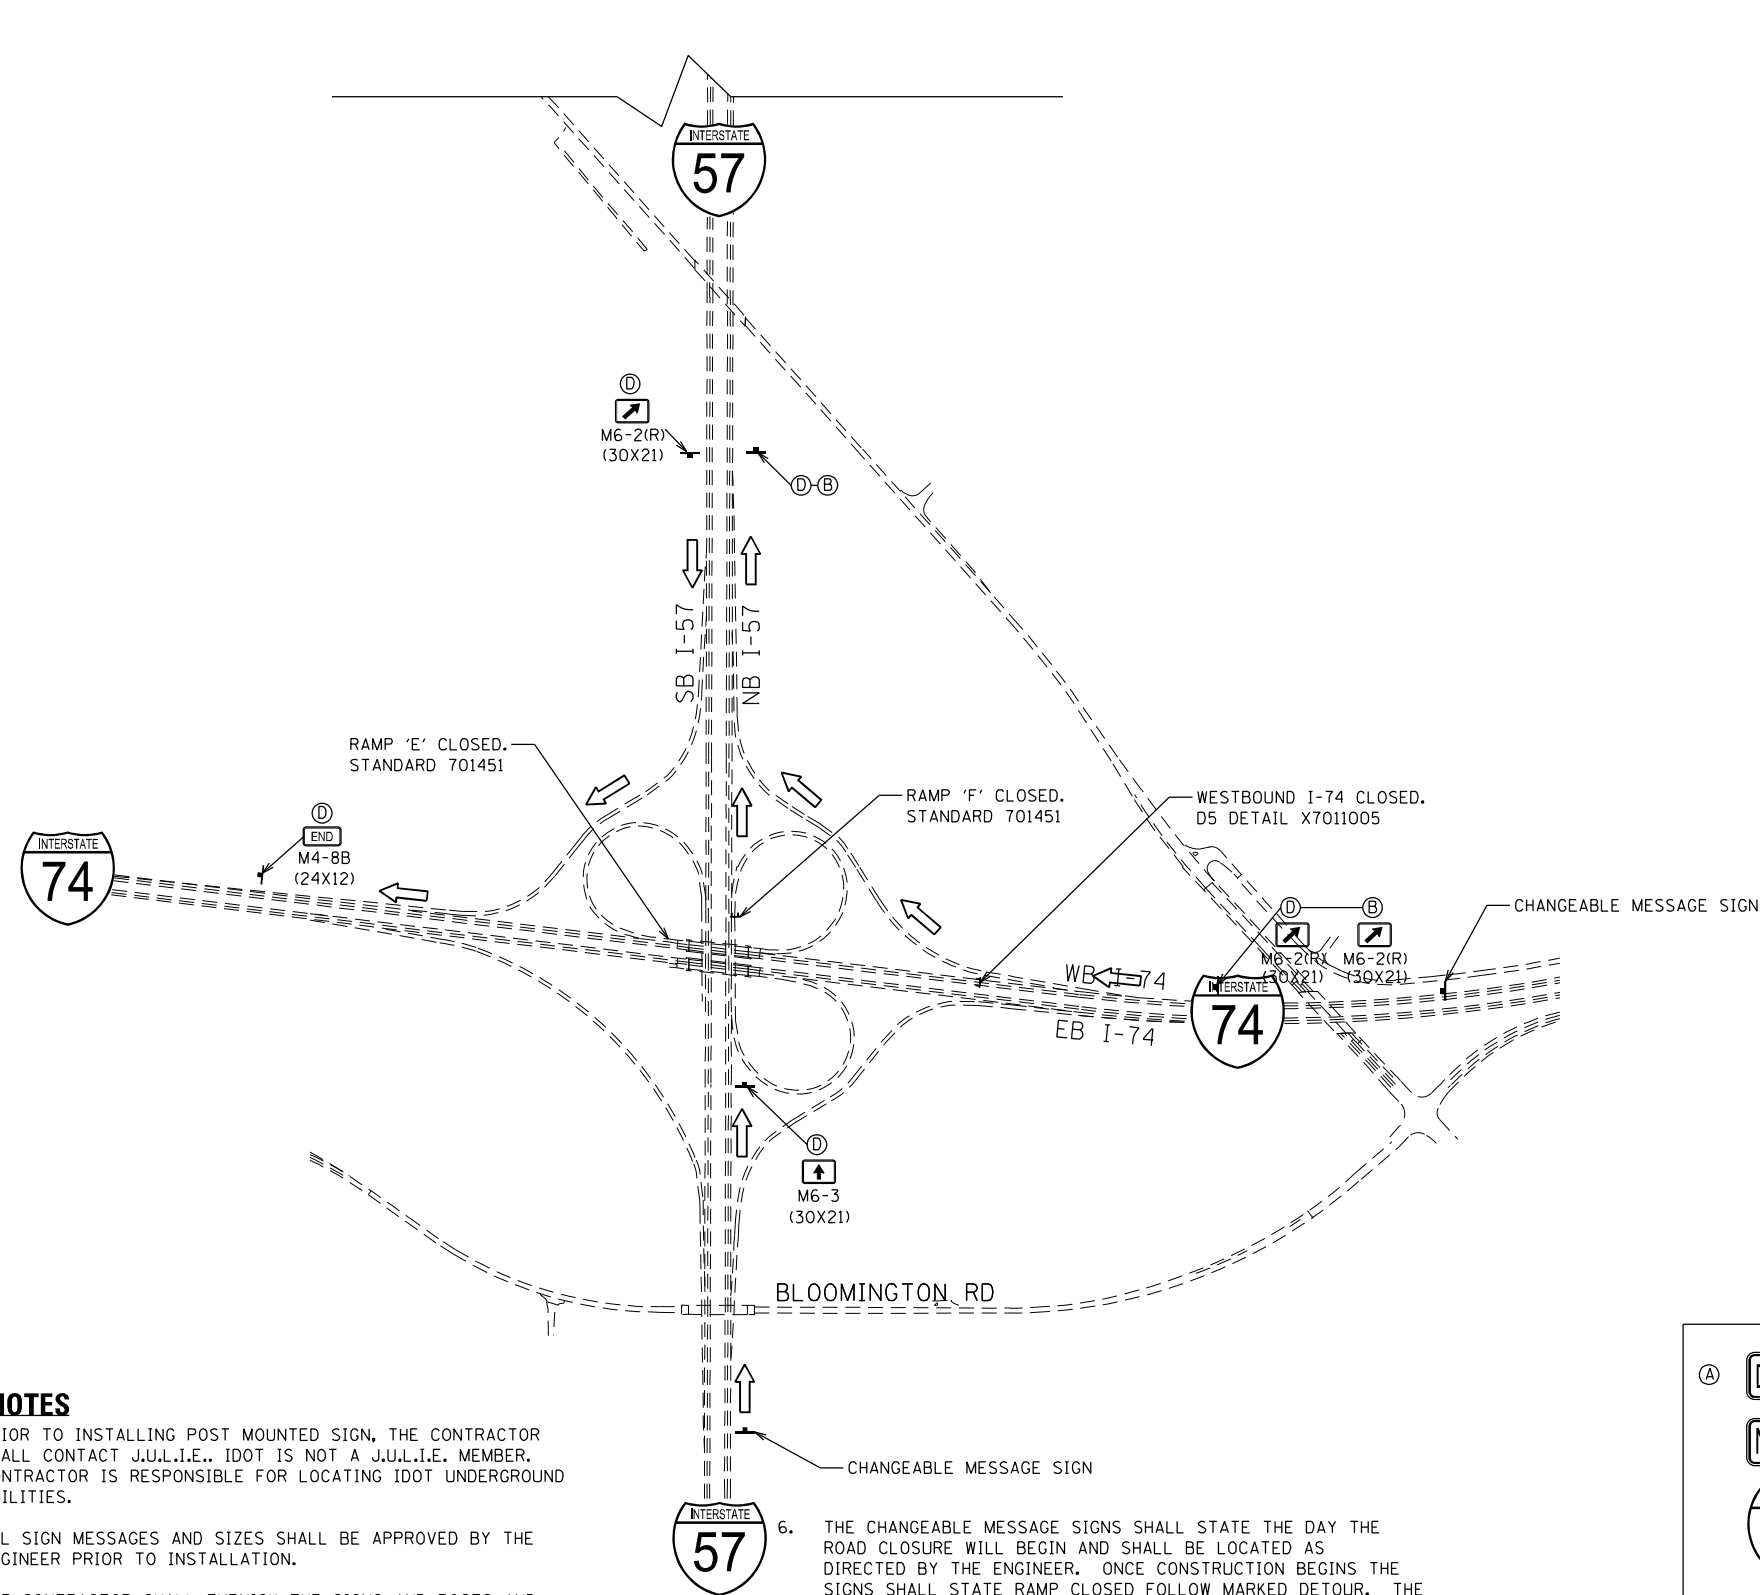 INTERSTATE
57
D
M6-2(R)
(30X21)
D-B
SB I-57
NB I-57
RAMP 'E' CLOSED.
STANDARD 701451
RAMP 'F' CLOSED.
STANDARD 701451
WESTBOUND I-74 CLOSED.
D5 DETAIL X7011005
D
END
M4-8B
(24X12)
INTERSTATE
74
CHANGEABLE MESSAGE SIGN
D B
M6-2(R) M6-2(R)
(30X21) (30X21)
WB I-74
INTERSTATE
74
EB I-74
D
M6-3
(30X21)
BLOOMINGTON RD
A
CHANGEABLE MESSAGE SIGN
INTERSTATE
57
NOTES
IOR TO INSTALLING POST MOUNTED SIGN, THE CONTRACTOR
ALL CONTACT J.U.L.I.E.. IDOT IS NOT A J.U.L.I.E. MEMBER.
NTRACTOR IS RESPONSIBLE FOR LOCATING IDOT UNDERGROUND
ILITIES.
L SIGN MESSAGES AND SIZES SHALL BE APPROVED BY THE
GINEER PRIOR TO INSTALLATION.
6. THE CHANGEABLE MESSAGE SIGNS SHALL STATE THE DAY THE
ROAD CLOSURE WILL BEGIN AND SHALL BE LOCATED AS
DIRECTED BY THE ENGINEER. ONCE CONSTRUCTION BEGINS THE
SIGNS SHALL STATE RAMP CLOSED FOLLOW MARKED DETOUR. THE